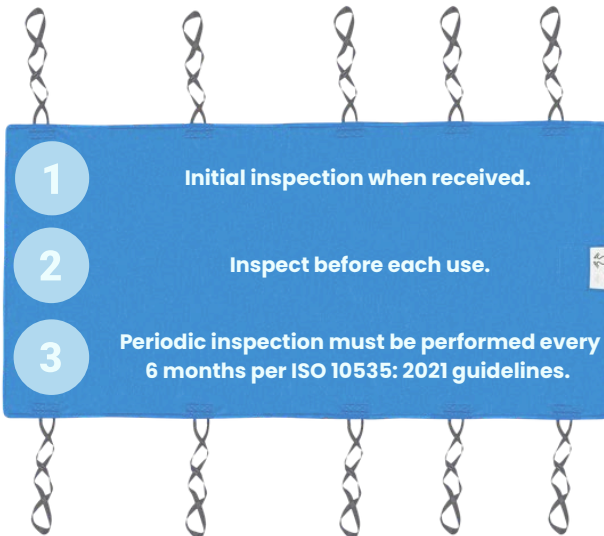 1
Initial inspection when received.
2
Inspect before each use.
3
Periodic inspection must be performed every
6 months per ISO 10535: 2021 guidelines.